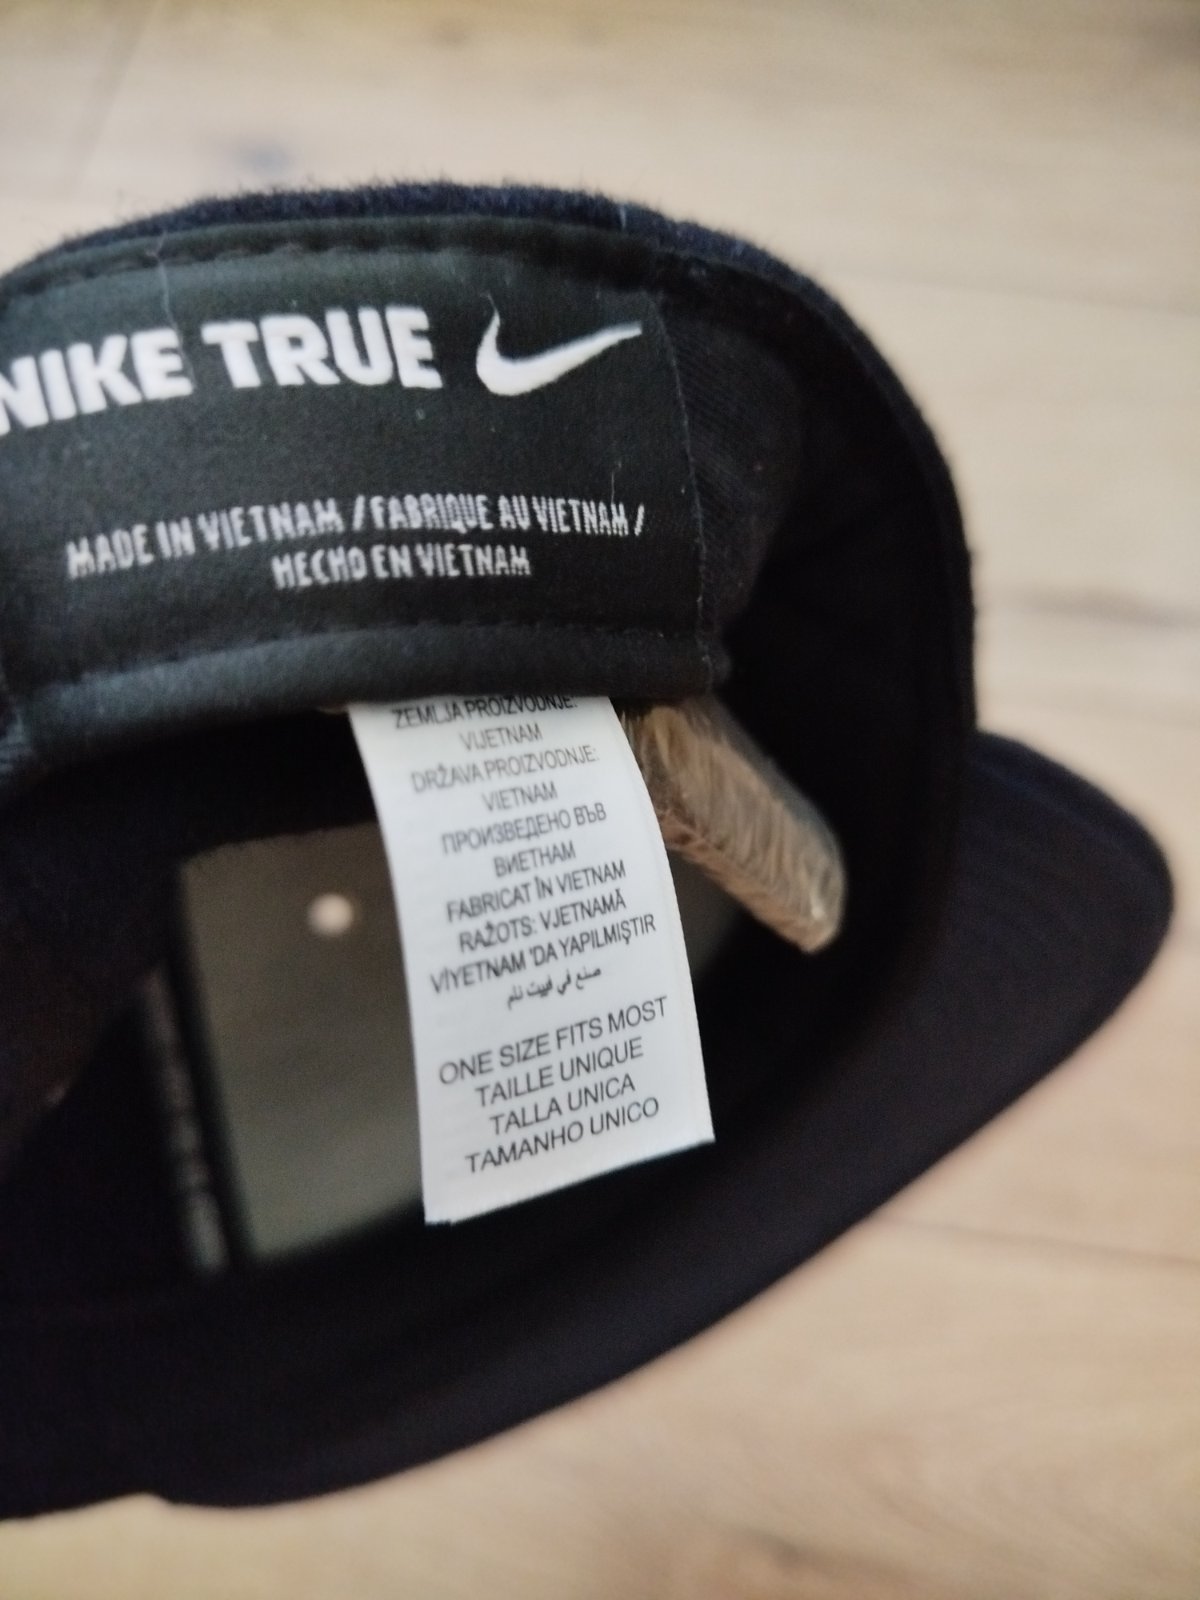 NIKE TRUE
MADE IN VIETNAM / FABRIQUE AU VIETNAM /
HECHO EN VIETNAM
ZEMLJA PROIZVODNJE:
VIJETNAM
DRŽAVA PROIZVODNJE:
VIETNAM
ПРОИЗВЕДЕНО ВЪВ
ВИЕТНАМ
FABRICAT ÎN VIETNAM
RAŽOTS: VJETNAMĀ
VİYETNAM 'DA YAPILMIŞTIR
صنع في فييت نام
ONE SIZE FITS MOST
TAILLE UNIQUE
TALLA UNICA
TAMANHO UNICO